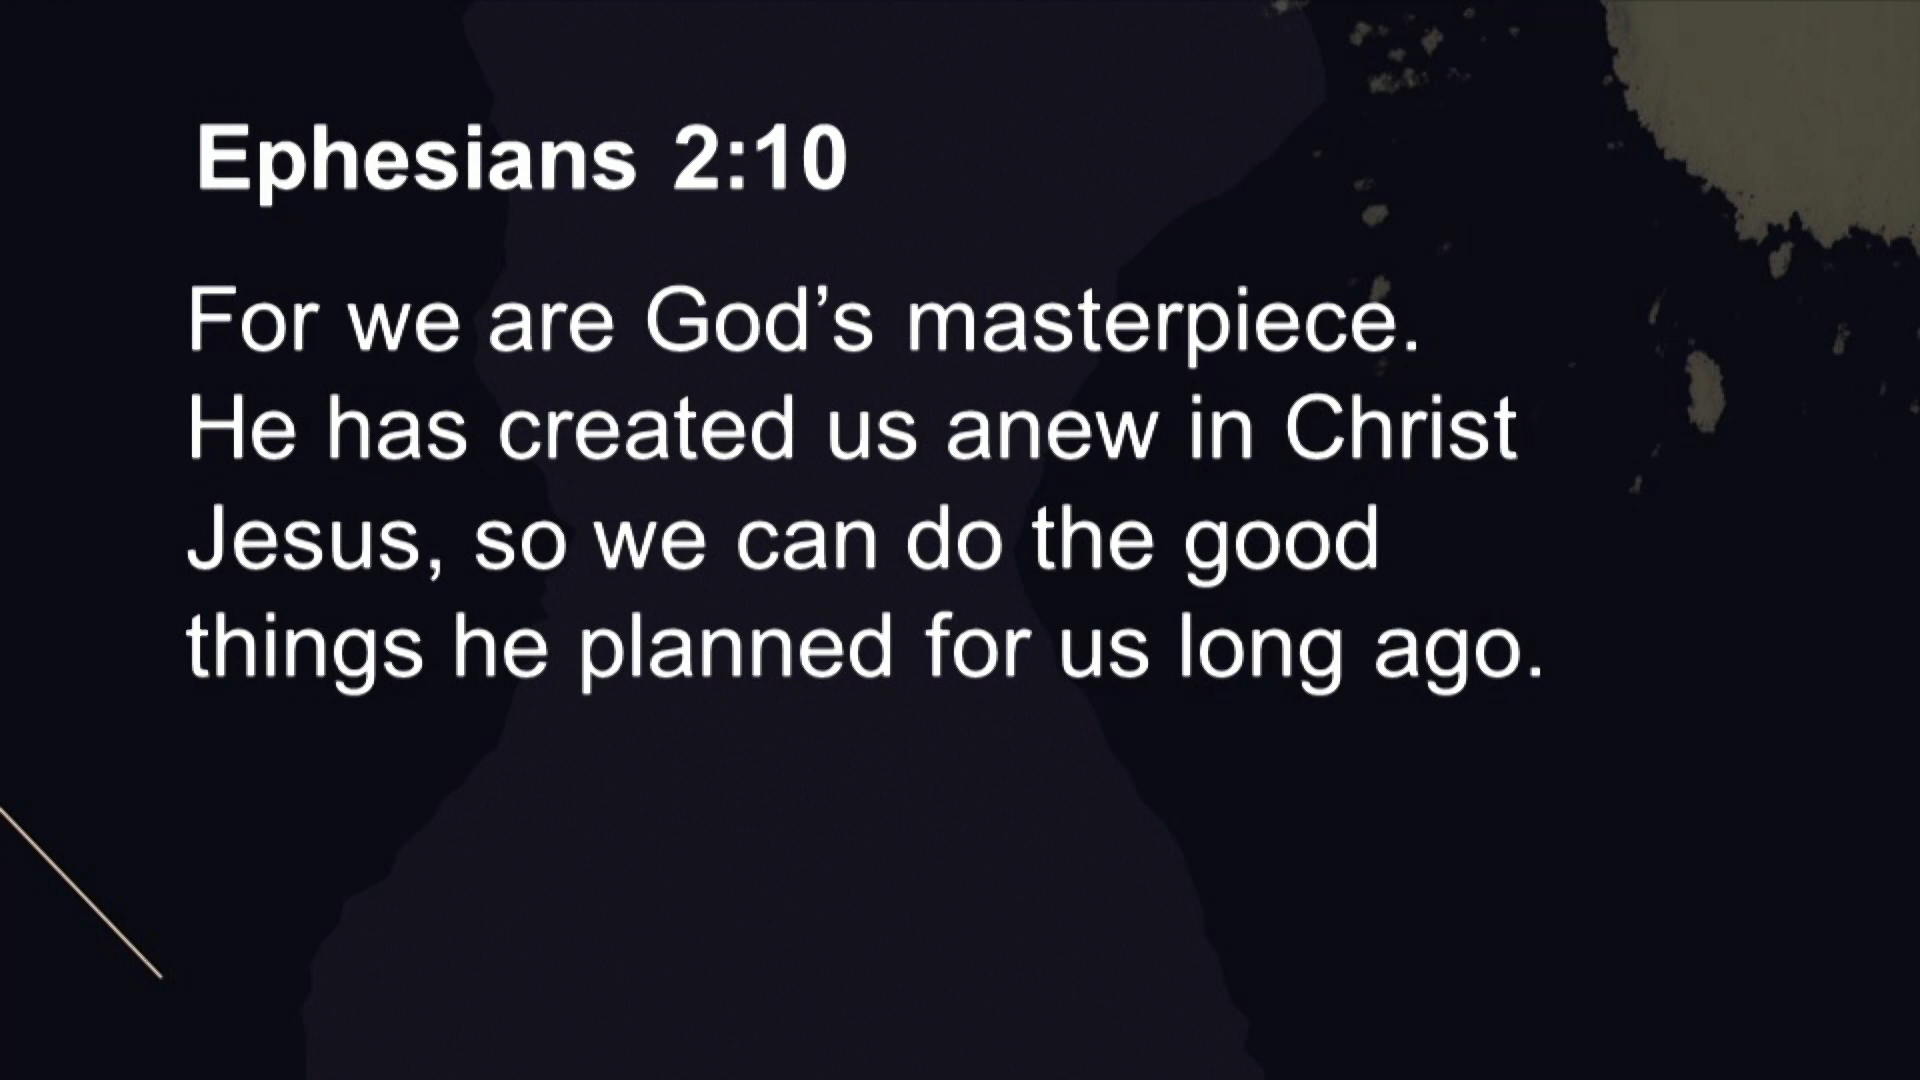 Ephesians 2:10
For we are God’s masterpiece.
He has created us anew in Christ
Jesus, so we can do the good
things he planned for us long ago.